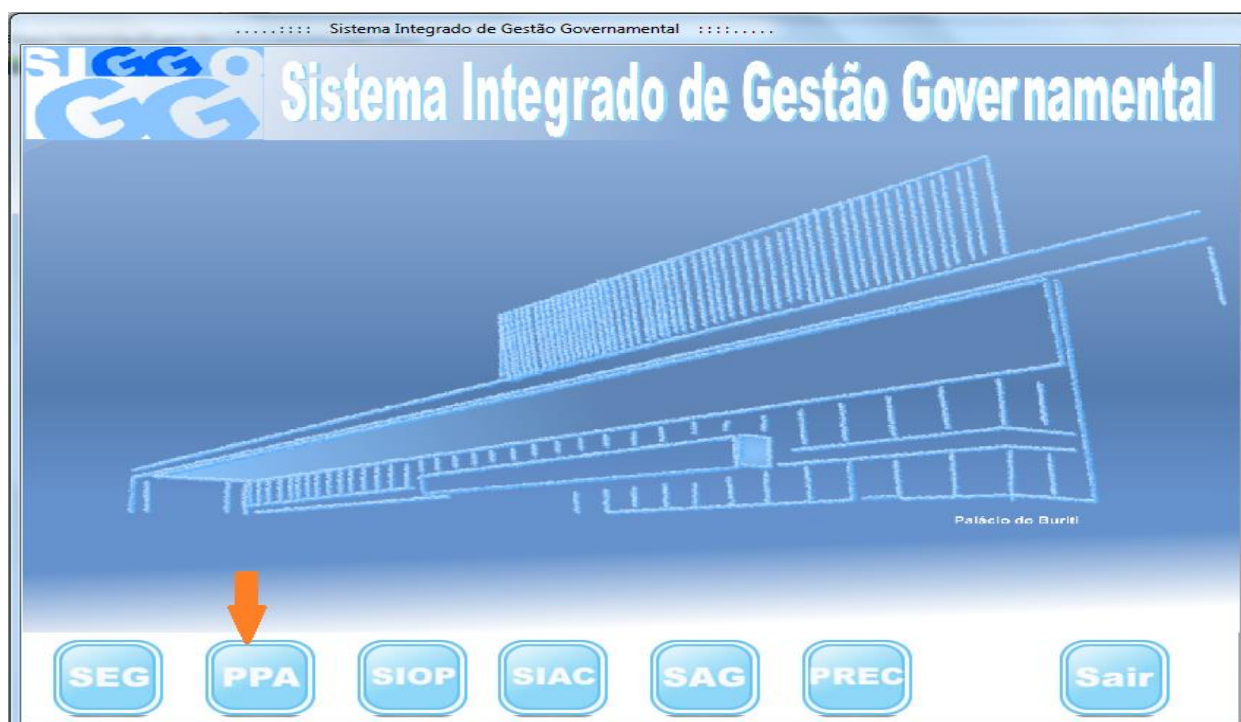 .....:::: Sistema Integrado de Gestão Governamental ::::.....
SIGGO
GG
Sistema Integrado de Gestão Governamental
Palácio do Buriti
SEG PPA SIOP SIAC SAG PREC Sair